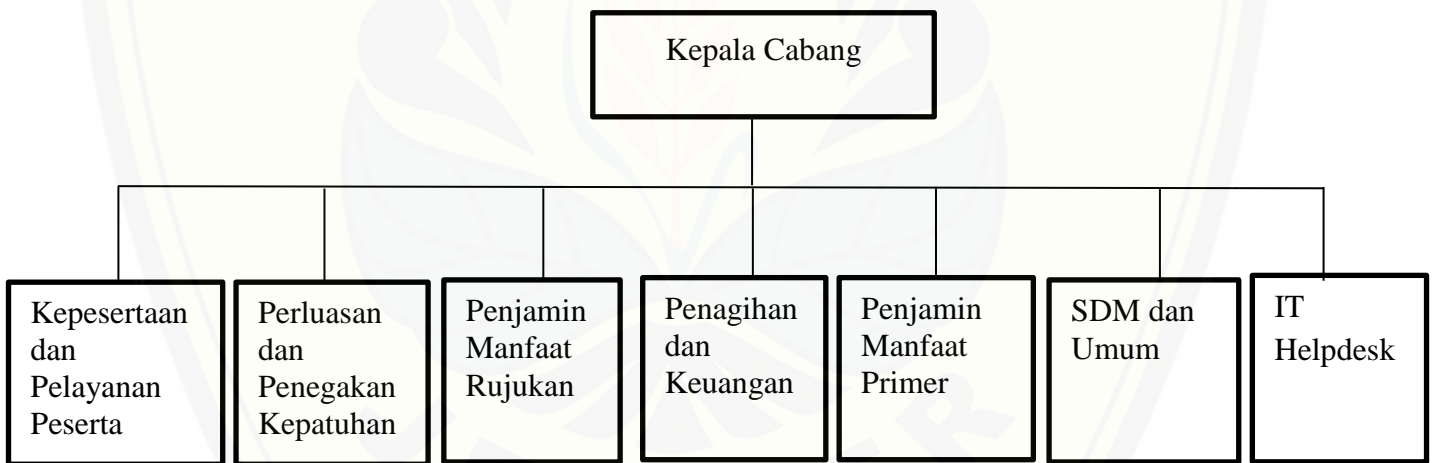 Kepala Cabang
Kepesertaan
dan
Pelayanan
Peserta
Perluasan
dan
Penegakan
Kepatuhan
Penjamin
Manfaat
Rujukan
Penagihan
dan
Keuangan
Penjamin
Manfaat
Primer
SDM dan
Umum
IT
Helpdesk